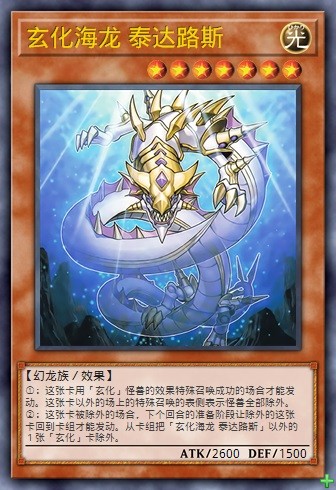 玄化海龙 泰达路斯
光
【幻龙族／效果】
①：这张卡用「玄化」怪兽的效果特殊召唤成功的场合才能发
动。这张卡以外的场上的特殊召唤的表侧表示怪兽全部除外。
②：这张卡被除外的场合，下个回合的准备阶段让除外的这张
卡回到卡组才能发动。从卡组把「玄化海龙 泰达路斯」以外的
1张「玄化」卡除外。
ATK/2600 DEF/1500